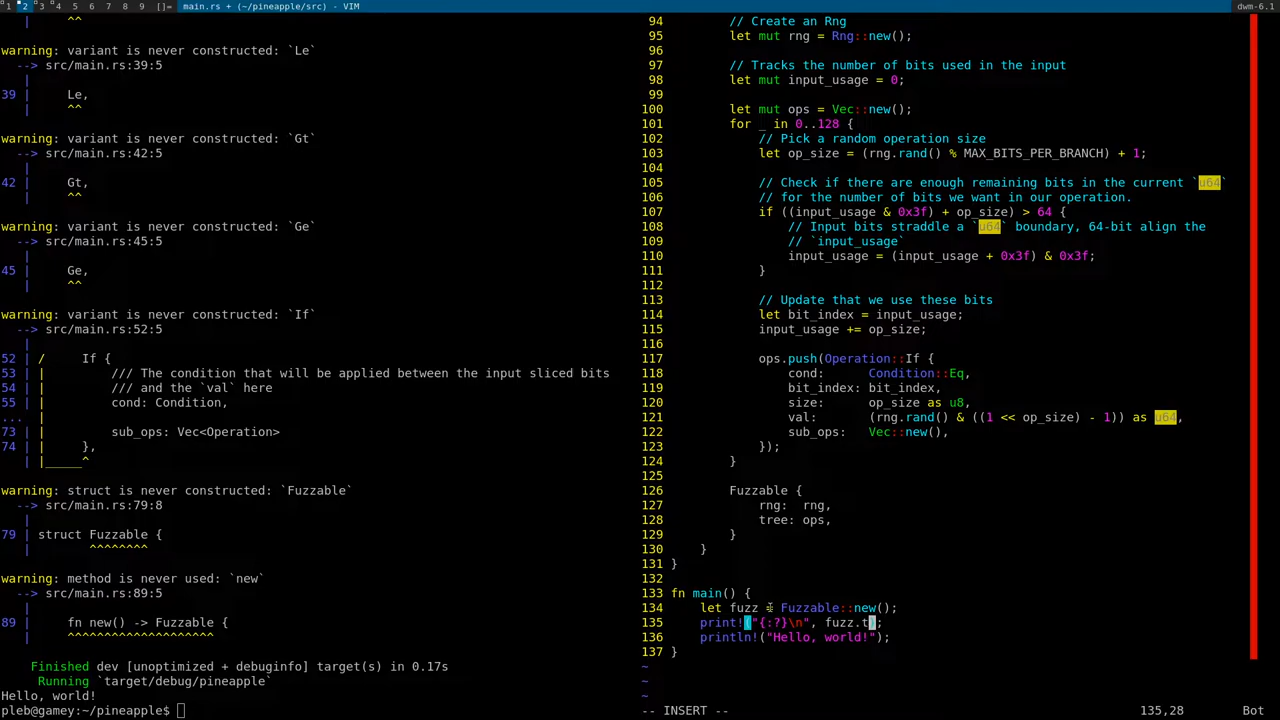 1 2 3 4 5 6 7 8 9 []= main.rs + (~/pineapple/src) - VIM dwm-6.1
| ^^
warning: variant is never constructed: `Le`
--> src/main.rs:39:5
|
39 | Le,
| ^^
warning: variant is never constructed: `Gt`
--> src/main.rs:42:5
|
42 | Gt,
| ^^
warning: variant is never constructed: `Ge`
--> src/main.rs:45:5
|
45 | Ge,
| ^^
warning: variant is never constructed: `If`
--> src/main.rs:52:5
|
52 | / If {
53 | | /// The condition that will be applied between the input sliced bits
54 | | /// and the `val` here
55 | | cond: Condition,
... |
73 | | sub_ops: Vec<Operation>
74 | | },
| |_____^
warning: struct is never constructed: `Fuzzable`
--> src/main.rs:79:8
|
79 | struct Fuzzable {
| ^^^^^^^^
warning: method is never used: `new`
--> src/main.rs:89:5
|
89 | fn new() -> Fuzzable {
| ^^^^^^^^^^^^^^^^^^^^
Finished dev [unoptimized + debuginfo] target(s) in 0.17s
Running `target/debug/pineapple`
Hello, world!
pleb@gamey:~/pineapple$
94 // Create an Rng
95 let mut rng = Rng::new();
96
97 // Tracks the number of bits used in the input
98 let mut input_usage = 0;
99
100 let mut ops = Vec::new();
101 for _ in 0..128 {
102 // Pick a random operation size
103 let op_size = (rng.rand() % MAX_BITS_PER_BRANCH) + 1;
104
105 // Check if there are enough remaining bits in the current `u64`
106 // for the number of bits we want in our operation.
107 if ((input_usage & 0x3f) + op_size) > 64 {
108 // Input bits straddle a `u64` boundary, 64-bit align the
109 // `input_usage`
110 input_usage = (input_usage + 0x3f) & 0x3f;
111 }
112
113 // Update that we use these bits
114 let bit_index = input_usage;
115 input_usage += op_size;
116
117 ops.push(Operation::If {
118 cond: Condition::Eq,
119 bit_index: bit_index,
120 size: op_size as u8,
121 val: (rng.rand() & ((1 << op_size) - 1)) as u64,
122 sub_ops: Vec::new(),
123 });
124 }
125
126 Fuzzable {
127 rng: rng,
128 tree: ops,
129 }
130 }
131 }
132
133 fn main() {
134 let fuzz = Fuzzable::new();
135 print!("{:?}\n", fuzz.t);
136 println!("Hello, world!");
137 }
~
~
~
-- INSERT -- 135,28 Bot